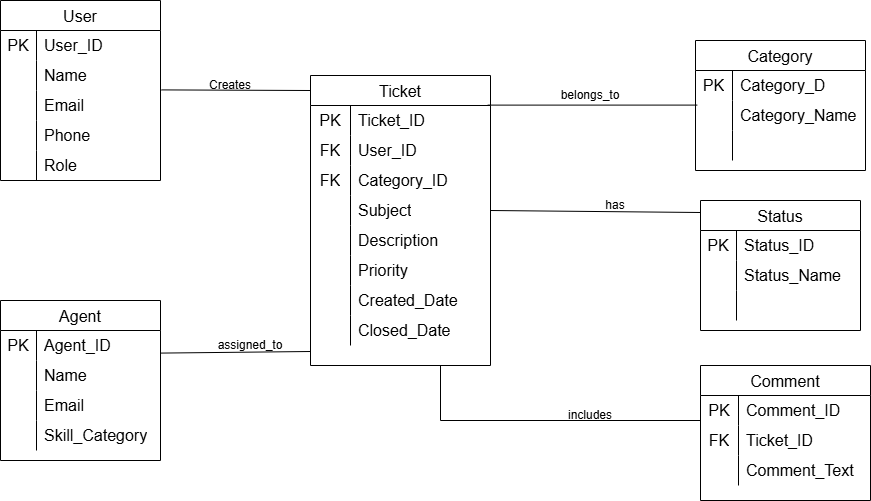 User
PK User_ID
Name
Email
Phone
Role
Creates
Ticket
PK Ticket_ID
FK User_ID
FK Category_ID
Subject
Description
Priority
Created_Date
Closed_Date
belongs_to
Category
PK Category_D
Category_Name
has
Status
PK Status_ID
Status_Name
Agent
PK Agent_ID
Name
Email
Skill_Category
assigned_to
includes
Comment
PK Comment_ID
FK Ticket_ID
Comment_Text